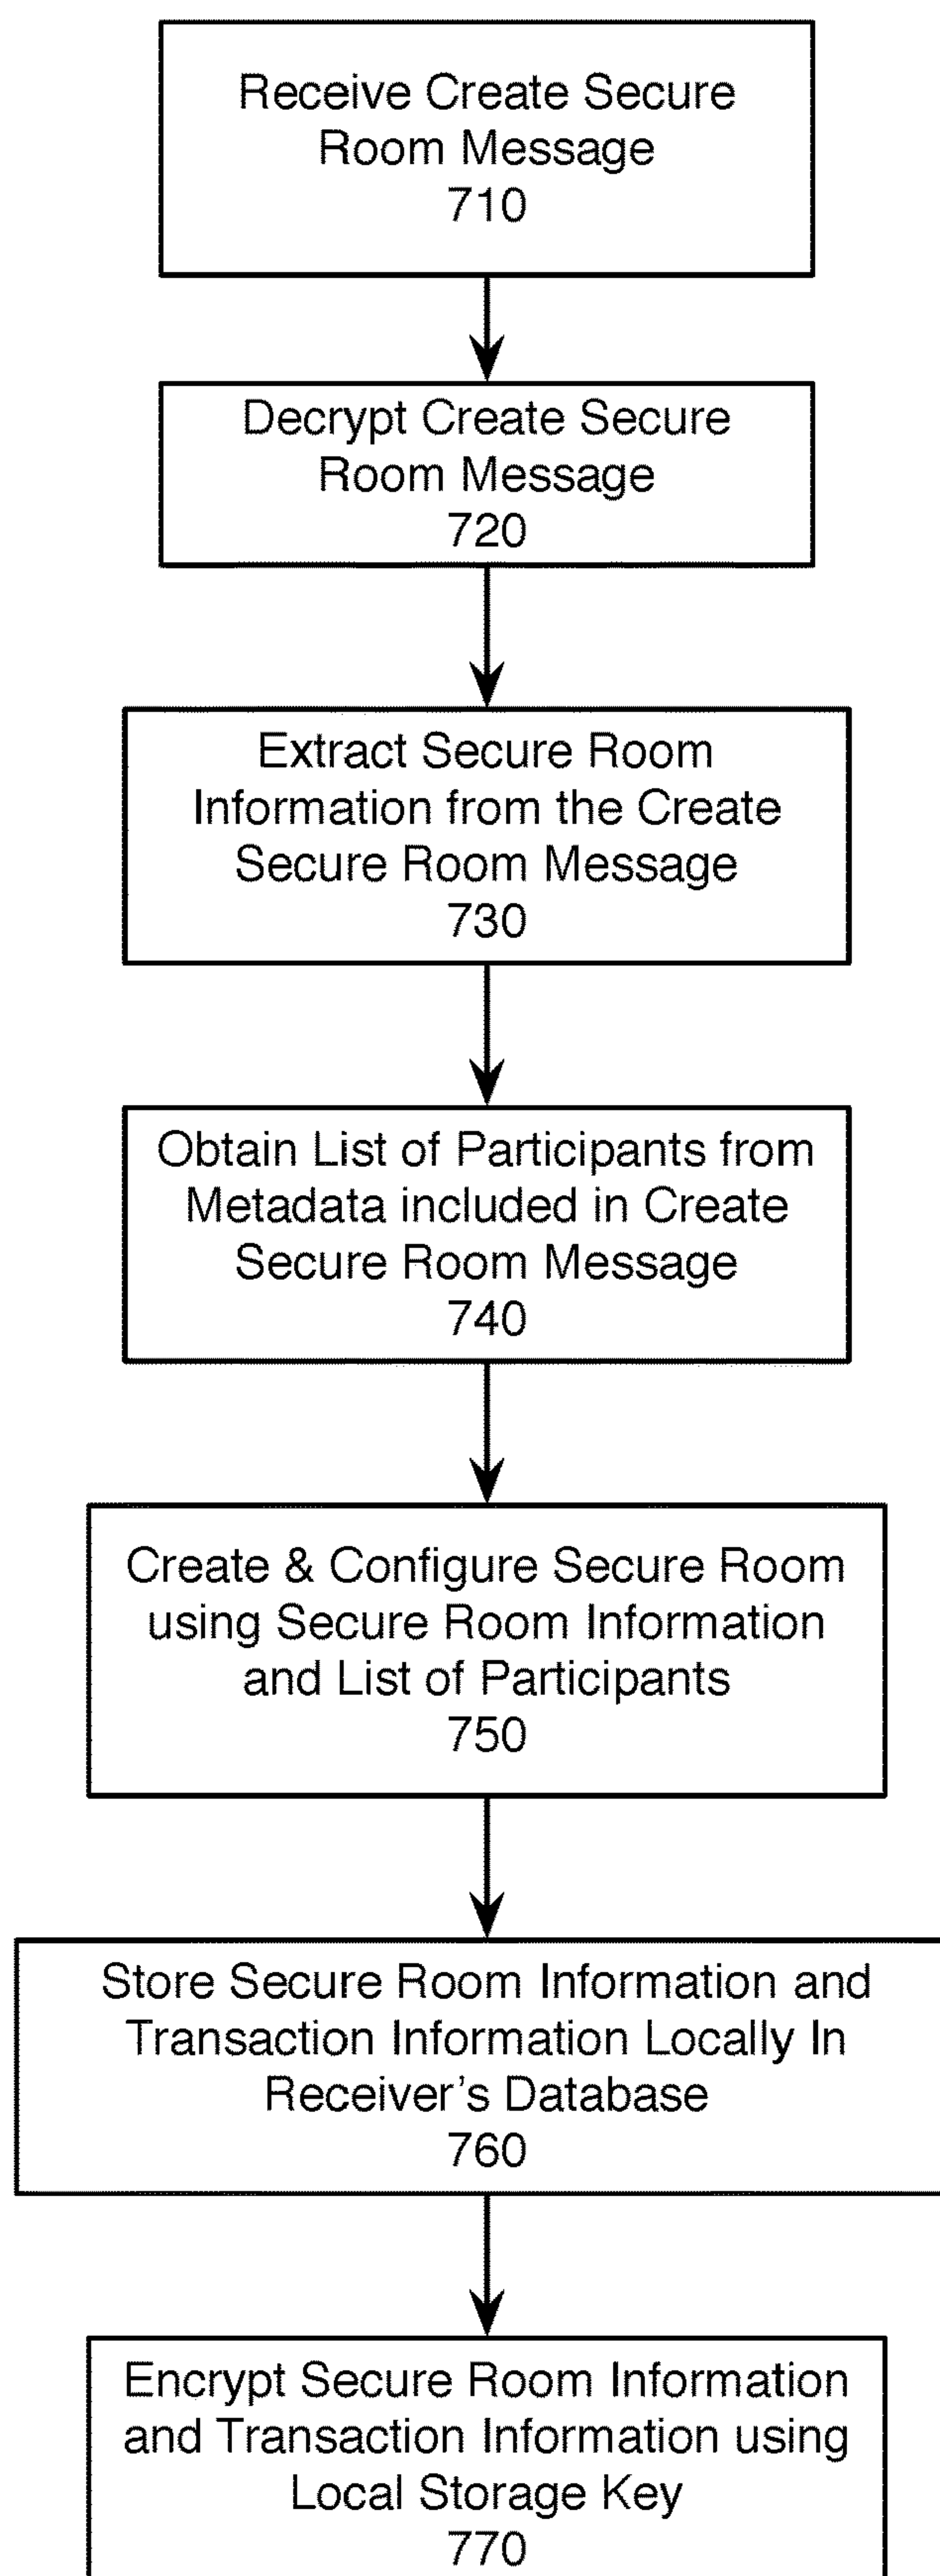 Receive Create Secure
Room Message
710
Decrypt Create Secure
Room Message
720
Extract Secure Room
Information from the Create
Secure Room Message
730
Obtain List of Participants from
Metadata included in Create
Secure Room Message
740
Create & Configure Secure Room
using Secure Room Information
and List of Participants
750
Store Secure Room Information and
Transaction Information Locally In
Receiver's Database
760
Encrypt Secure Room Information
and Transaction Information using
Local Storage Key
770